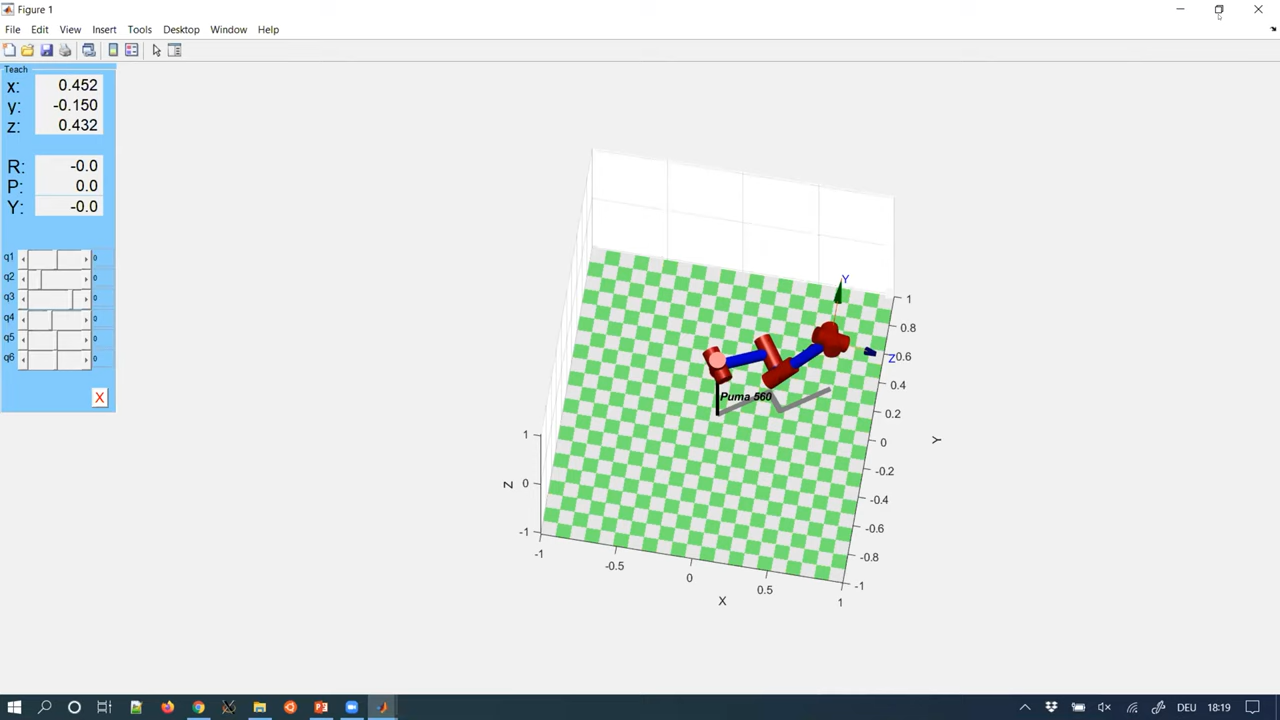 Figure 1
File Edit View Insert Tools Desktop Window Help
Teach
x: 0.452
y: -0.150
z: 0.432
R: -0.0
P: 0.0
Y: -0.0
q1 0
q2 0
q3 0
q4 0
q5 0
q6 0
X
Y
Z
Puma 560
1
0.8
0.6
0.4
0.2
0
-0.2
-0.4
-0.6
-0.8
-1
Y
1
0
-1
Z
-1
-0.5
0
0.5
1
X
DEU 18:19